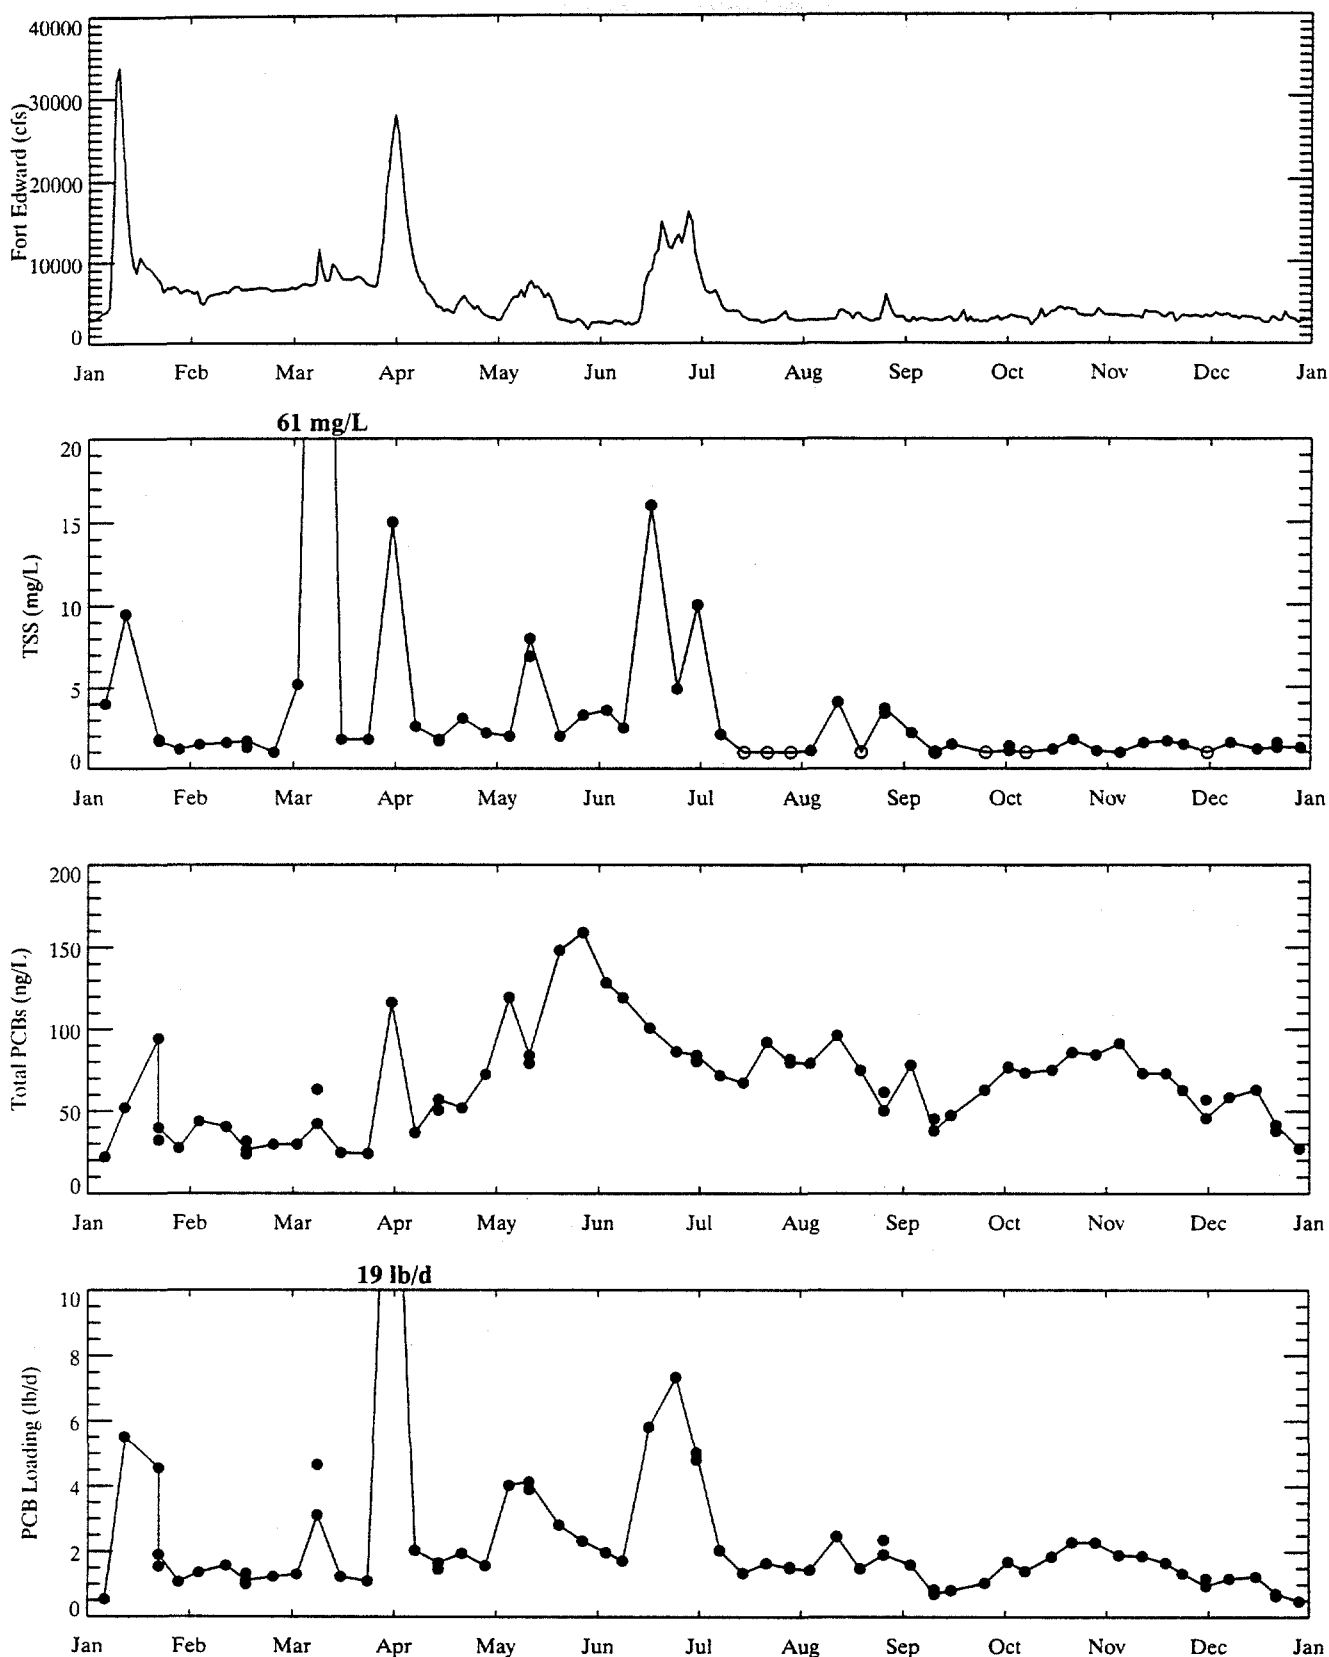 40000
30000
20000
10000
0
Fort Edward (cfs)
Jan Feb Mar Apr May Jun Jul Aug Sep Oct Nov Dec Jan
61 mg/L
20
15
10
5
0
TSS (mg/L)
Jan Feb Mar Apr May Jun Jul Aug Sep Oct Nov Dec Jan
200
150
100
50
0
Total PCBs (ng/L)
Jan Feb Mar Apr May Jun Jul Aug Sep Oct Nov Dec Jan
19 lb/d
10
8
6
4
2
0
PCB Loading (lb/d)
Jan Feb Mar Apr May Jun Jul Aug Sep Oct Nov Dec Jan